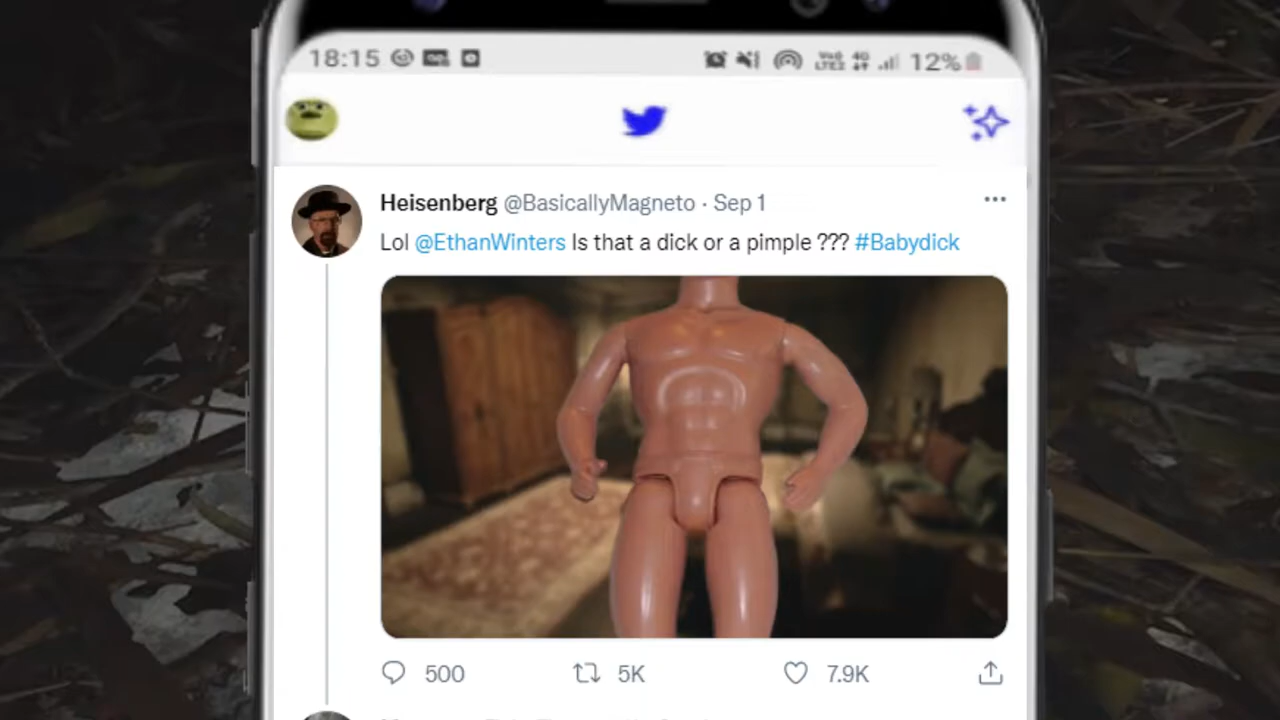 18:15 12%
Heisenberg @BasicallyMagneto · Sep 1
Lol @EthanWinters Is that a dick or a pimple ??? #Babydick
500 5K 7.9K